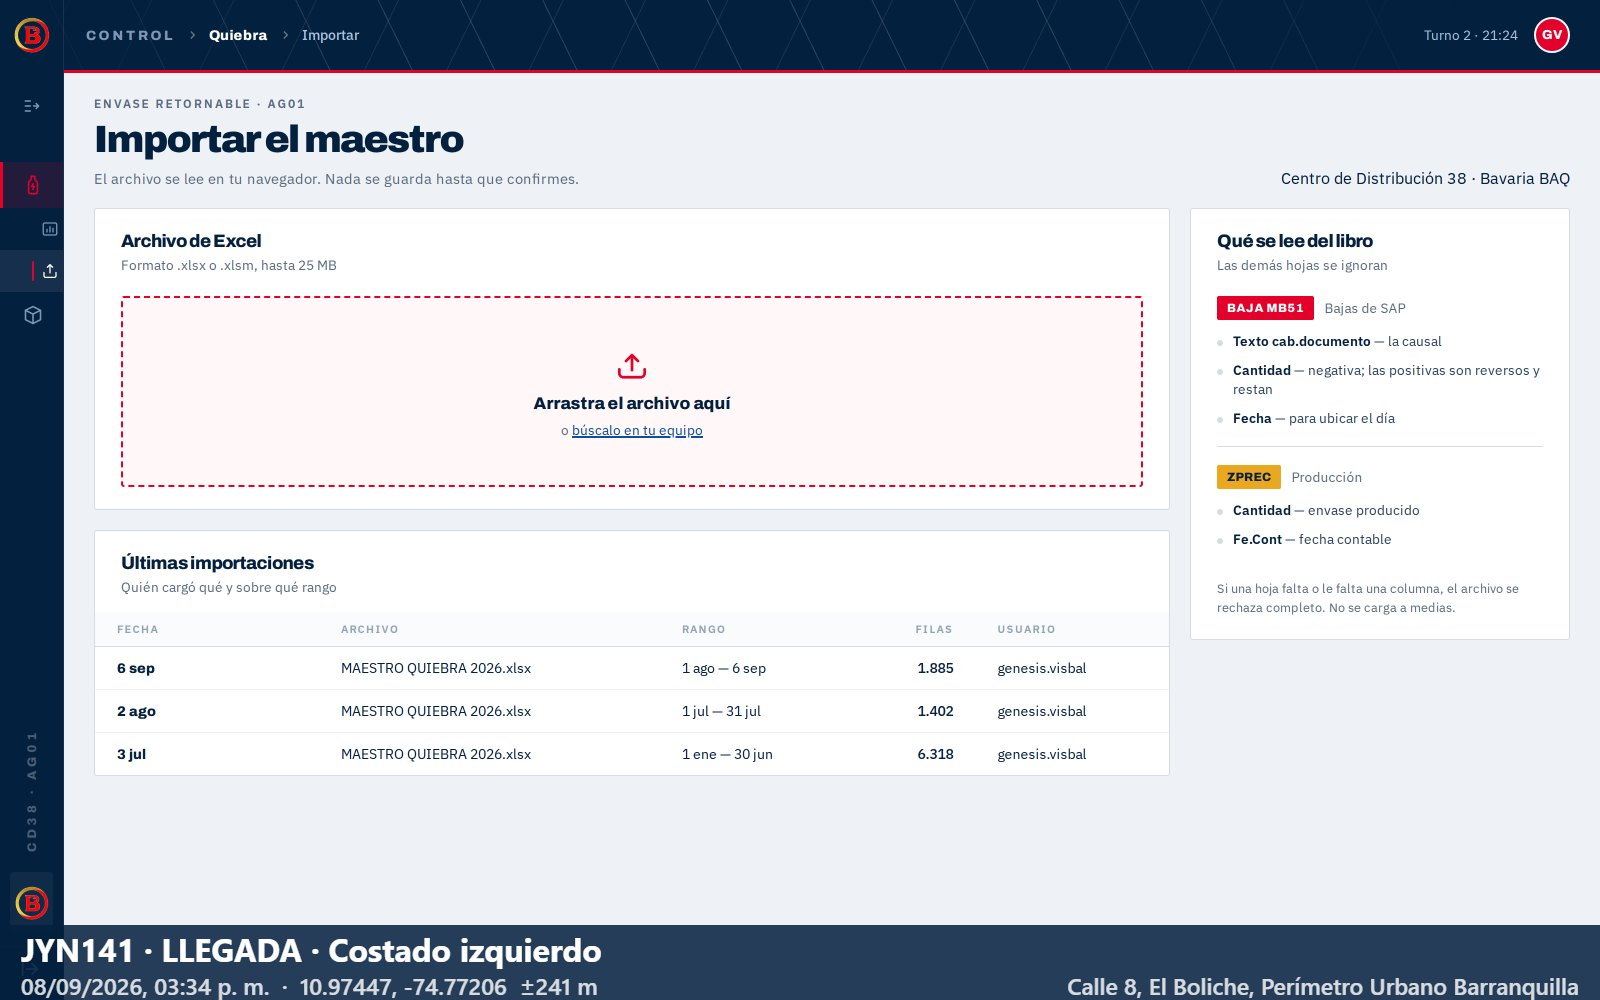 B
CONTROL › Quiebra › Importar
Turno 2 · 21:24
GV
ENVASE RETORNABLE · AG01
Importar el maestro
El archivo se lee en tu navegador. Nada se guarda hasta que confirmes.
Centro de Distribución 38 · Bavaria BAQ
Archivo de Excel
Formato .xlsx o .xlsm, hasta 25 MB
Arrastra el archivo aquí
o búscalo en tu equipo
Últimas importaciones
Quién cargó qué y sobre qué rango
FECHA ARCHIVO RANGO FILAS USUARIO
6 sep MAESTRO QUIEBRA 2026.xlsx 1 ago — 6 sep 1.885 genesis.visbal
2 ago MAESTRO QUIEBRA 2026.xlsx 1 jul — 31 jul 1.402 genesis.visbal
3 jul MAESTRO QUIEBRA 2026.xlsx 1 ene — 30 jun 6.318 genesis.visbal
Qué se lee del libro
Las demás hojas se ignoran
BAJA MB51 Bajas de SAP
Texto cab.documento — la causal
Cantidad — negativa; las positivas son reversos y
restan
Fecha — para ubicar el día
ZPREC Producción
Cantidad — envase producido
Fe.Cont — fecha contable
Si una hoja falta o le falta una columna, el archivo se
rechaza completo. No se carga a medias.
CD38 · AG01
B
JYN141 · LLEGADA · Costado izquierdo
08/09/2026, 03:34 p. m. · 10.97447, -74.77206 ±241 m
Calle 8, El Boliche, Perímetro Urbano Barranquilla